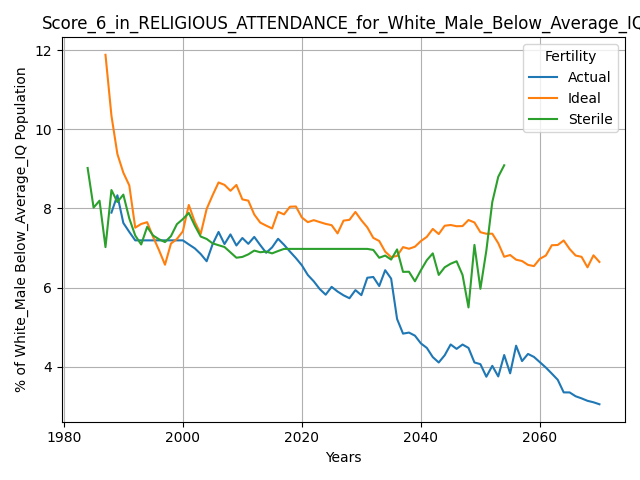 Score_6_in_RELIGIOUS_ATTENDANCE_for_White_Male_Below_Average_IQ
% of White_Male Below_Average_IQ Population
12
10
8
6
4
Fertility
Actual
Ideal
Sterile
1980 2000 2020 2040 2060
Years